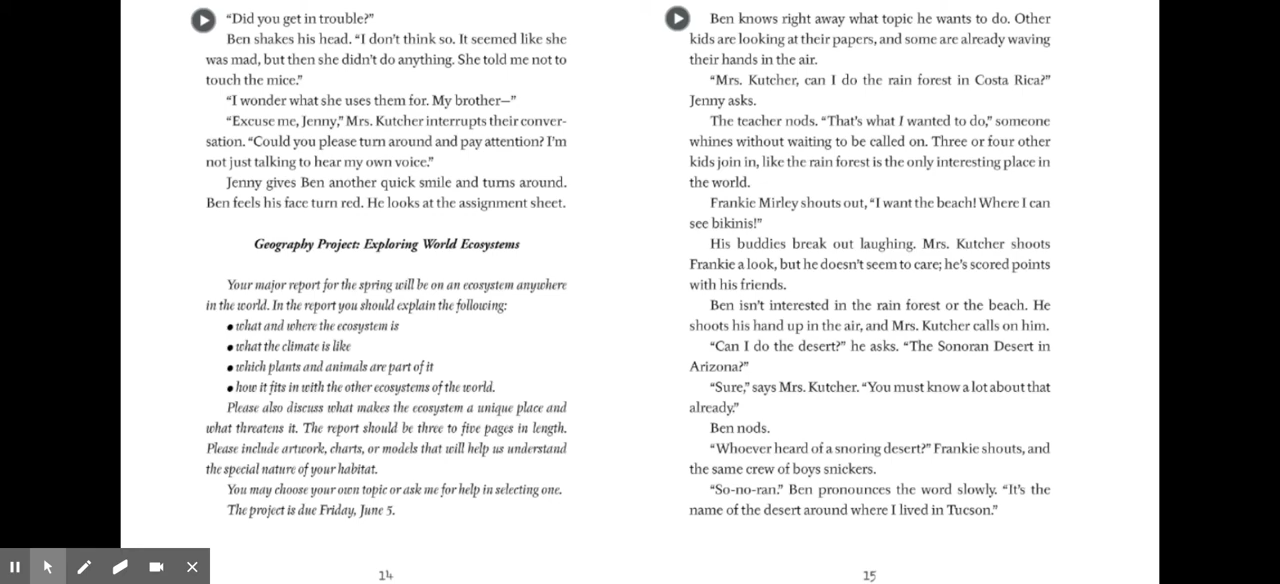 “Did you get in trouble?”
Ben shakes his head. “I don’t think so. It seemed like she
was mad, but then she didn’t do anything. She told me not to
touch the mice.”
“I wonder what she uses them for. My brother—”
“Excuse me, Jenny,” Mrs. Kutcher interrupts their conver-
sation. “Could you please turn around and pay attention? I’m
not just talking to hear my own voice.”
Jenny gives Ben another quick smile and turns around.
Ben feels his face turn red. He looks at the assignment sheet.
Geography Project: Exploring World Ecosystems
Your major report for the spring will be on an ecosystem anywhere
in the world. In the report you should explain the following:
• what and where the ecosystem is
• what the climate is like
• which plants and animals are part of it
• how it fits in with the other ecosystems of the world.
Please also discuss what makes the ecosystem a unique place and
what threatens it. The report should be three to five pages in length.
Please include artwork, charts, or models that will help us understand
the special nature of your habitat.
You may choose your own topic or ask me for help in selecting one.
The project is due Friday, June 5.
14
Ben knows right away what topic he wants to do. Other
kids are looking at their papers, and some are already waving
their hands in the air.
“Mrs. Kutcher, can I do the rain forest in Costa Rica?”
Jenny asks.
The teacher nods. “That’s what I wanted to do,” someone
whines without waiting to be called on. Three or four other
kids join in, like the rain forest is the only interesting place in
the world.
Frankie Mirley shouts out, “I want the beach! Where I can
see bikinis!”
His buddies break out laughing. Mrs. Kutcher shoots
Frankie a look, but he doesn’t seem to care; he’s scored points
with his friends.
Ben isn’t interested in the rain forest or the beach. He
shoots his hand up in the air, and Mrs. Kutcher calls on him.
“Can I do the desert?” he asks. “The Sonoran Desert in
Arizona?”
“Sure,” says Mrs. Kutcher. “You must know a lot about that
already.”
Ben nods.
“Whoever heard of a snoring desert?” Frankie shouts, and
the same crew of boys snickers.
“So-no-ran.” Ben pronounces the word slowly. “It’s the
name of the desert around where I lived in Tucson.”
15